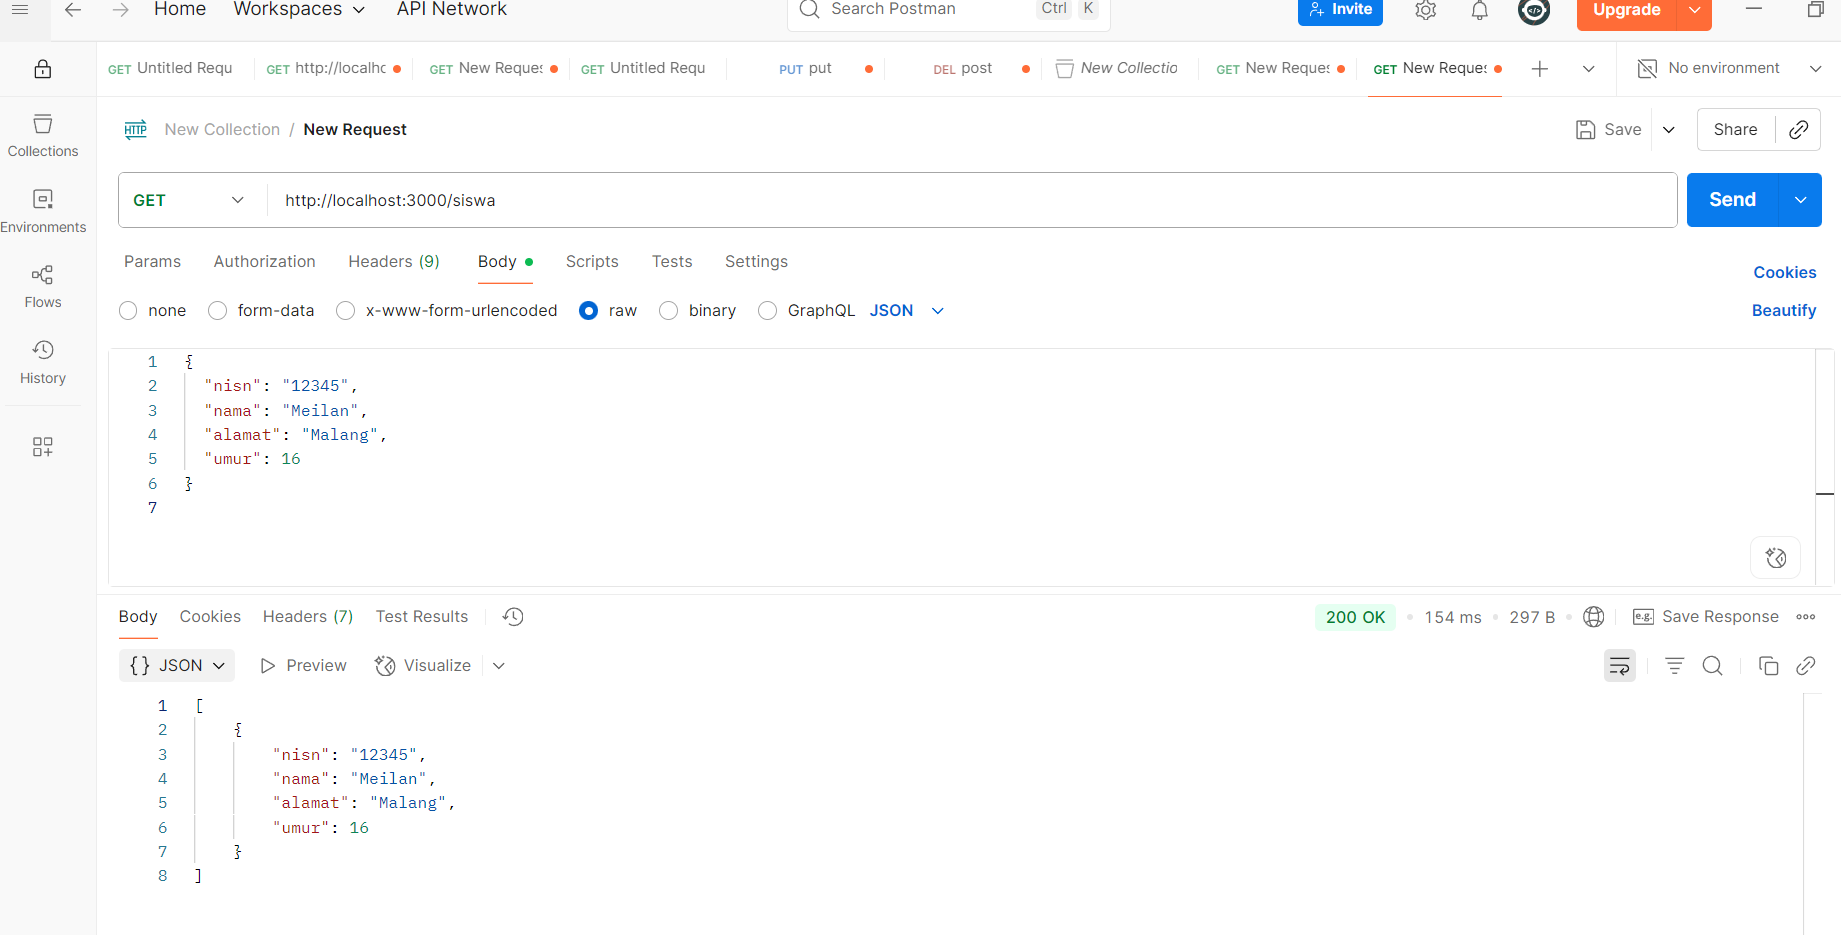 Home Workspaces API Network Search Postman Ctrl K Invite Upgrade
GET Untitled Requ GET http://localhc GET New Reques GET Untitled Requ PUT put DEL post New Collectio GET New Reques GET New Reques No environment
HTTP New Collection / New Request Save Share
GET http://localhost:3000/siswa Send
Collections
Environments
Flows
History
Params Authorization Headers (9) Body Scripts Tests Settings Cookies
none form-data x-www-form-urlencoded raw binary GraphQL JSON Beautify
1 {
2 "nisn": "12345",
3 "nama": "Meilan",
4 "alamat": "Malang",
5 "umur": 16
6 }
7
Body Cookies Headers (7) Test Results 200 OK • 154 ms • 297 B • e.g. Save Response
{} JSON Preview Visualize
1 [
2 {
3 "nisn": "12345",
4 "nama": "Meilan",
5 "alamat": "Malang",
6 "umur": 16
7 }
8 ]